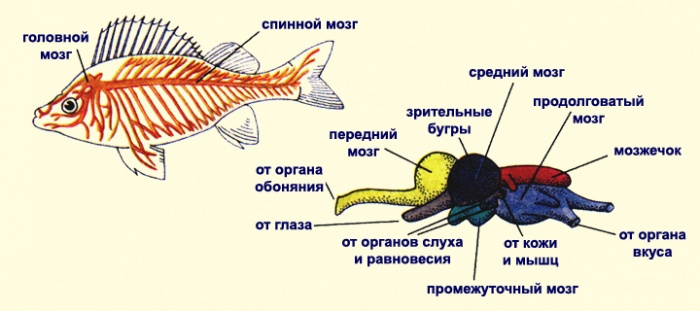 головной
мозг
спинной мозг
средний мозг
зрительные
бугры
продолговатый
мозг
передний
мозг
мозжечок
от органа
обоняния
от глаза
от органов слуха
и равновесия
от кожи
и мышц
от органа
вкуса
промежуточный мозг